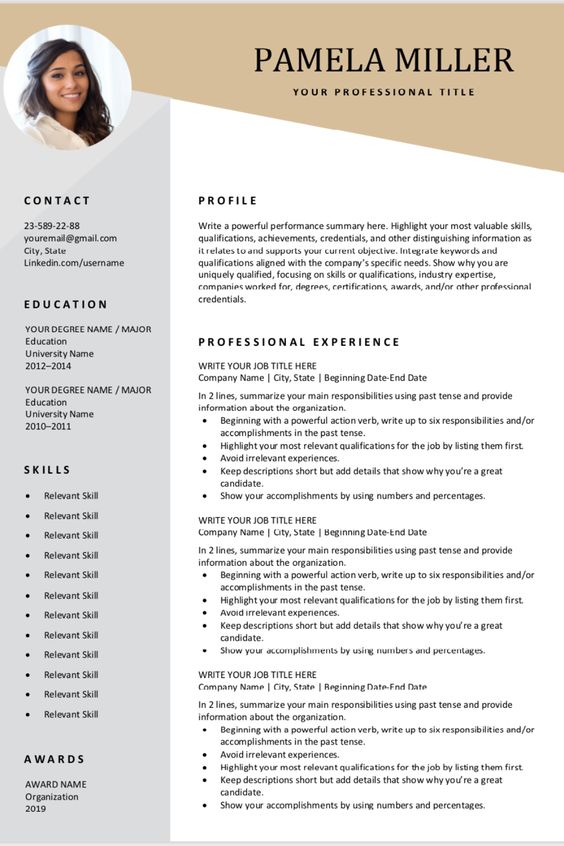 PAMELA MILLER
YOUR PROFESSIONAL TITLE
CONTACT
23-589-22-88
youremail@gmail.com
City, State
Linkedin.com/username
EDUCATION
YOUR DEGREE NAME / MAJOR
Education
University Name
2012–2014
YOUR DEGREE NAME / MAJOR
Education
University Name
2010–2011
SKILLS
• Relevant Skill
• Relevant Skill
• Relevant Skill
• Relevant Skill
• Relevant Skill
• Relevant Skill
• Relevant Skill
• Relevant Skill
• Relevant Skill
• Relevant Skill
• Relevant Skill
• Relevant Skill
AWARDS
AWARD NAME
Organization
2019
PROFILE
Write a powerful performance summary here. Highlight your most valuable skills,
qualifications, achievements, credentials, and other distinguishing information as
it relates to and supports your current objective. Integrate keywords and
qualifications aligned with the company's specific needs. Show why you are
uniquely qualified, focusing on skills or qualifications, industry expertise,
companies worked for, degrees, certifications, awards, and/or other professional
credentials.
PROFESSIONAL EXPERIENCE
WRITE YOUR JOB TITLE HERE
Company Name | City, State | Beginning Date-End Date
In 2 lines, summarize your main responsibilities using past tense and provide
information about the organization.
• Beginning with a powerful action verb, write up to six responsibilities and/or
accomplishments in the past tense.
• Highlight your most relevant qualifications for the job by listing them first.
• Avoid irrelevant experiences.
• Keep descriptions short but add details that show why you're a great
candidate.
• Show your accomplishments by using numbers and percentages.
WRITE YOUR JOB TITLE HERE
Company Name | City, State | Beginning Date-End Date
In 2 lines, summarize your main responsibilities using past tense and provide
information about the organization.
• Beginning with a powerful action verb, write up to six responsibilities and/or
accomplishments in the past tense.
• Highlight your most relevant qualifications for the job by listing them first.
• Avoid irrelevant experiences.
• Keep descriptions short but add details that show why you're a great
candidate.
• Show your accomplishments by using numbers and percentages.
WRITE YOUR JOB TITLE HERE
Company Name | City, State | Beginning Date-End Date
In 2 lines, summarize your main responsibilities using past tense and provide
information about the organization.
• Beginning with a powerful action verb, write up to six responsibilities and/or
accomplishments in the past tense.
• Avoid irrelevant experiences.
• Highlight your most relevant qualifications for the job by listing them first.
• Keep descriptions short but add details that show why you're a great
candidate.
• Show your accomplishments by using numbers and percentages.